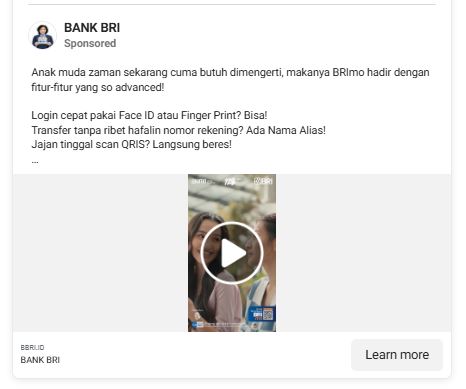 BANK BRI
Sponsored
Anak muda zaman sekarang cuma butuh dimengerti, makanya BRImo hadir dengan
fitur-fitur yang so advanced!
Login cepat pakai Face ID atau Finger Print? Bisa!
Transfer tanpa ribet hafalin nomor rekening? Ada Nama Alias!
Jajan tinggal scan QRIS? Langsung beres!
...
BRI
BBRI.ID
BANK BRI
Learn more